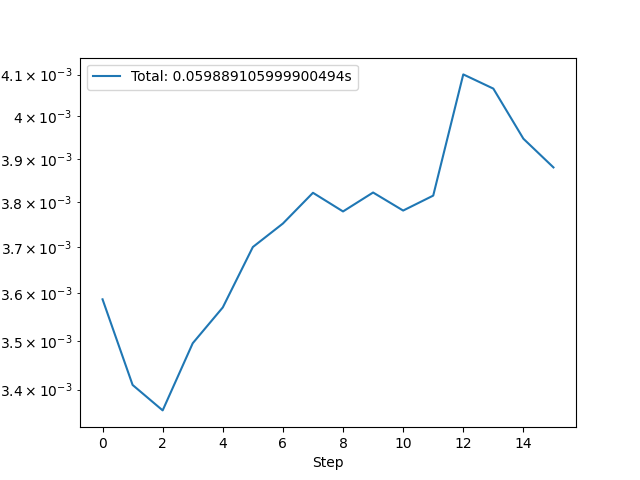 Total: 0.059889105999900494s
4.1 × 10⁻³
4 × 10⁻³
3.9 × 10⁻³
3.8 × 10⁻³
3.7 × 10⁻³
3.6 × 10⁻³
3.5 × 10⁻³
3.4 × 10⁻³
0 2 4 6 8 10 12 14
Step